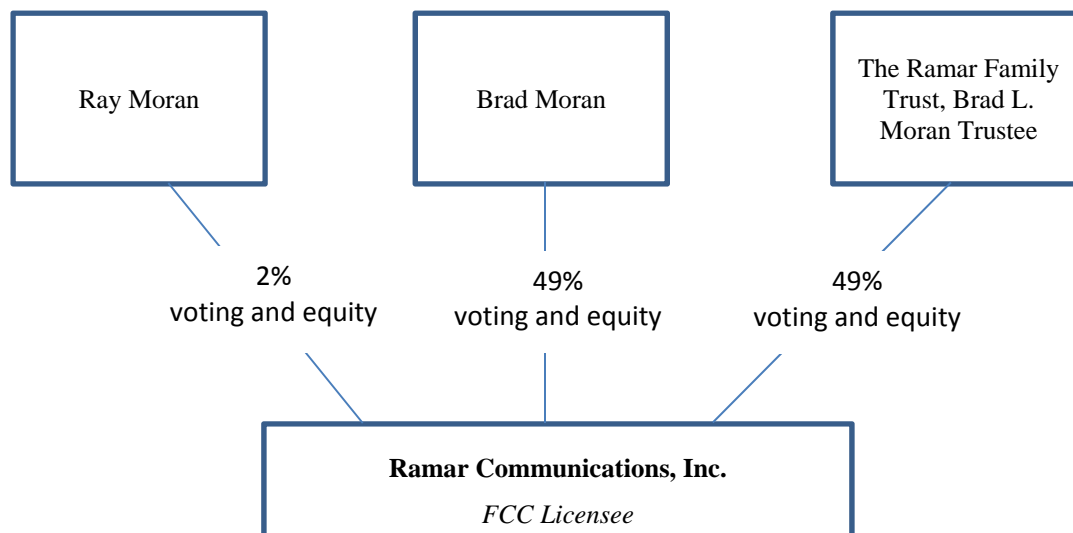 Ray Moran
Brad Moran
The Ramar Family
Trust, Brad L.
Moran Trustee
2%
voting and equity
49%
voting and equity
49%
voting and equity
Ramar Communications, Inc.
FCC Licensee